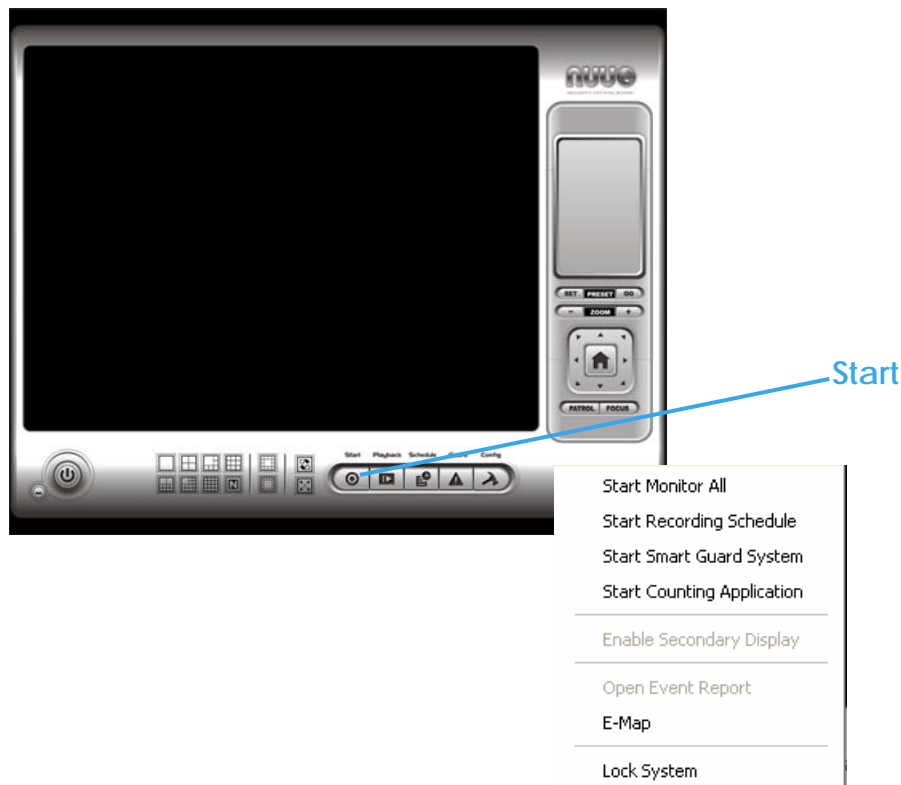 nuuo
SET PRESET GO
- ZOOM +
Start
PATROL FOCUS
Start Playback Schedule Config
N
Start Monitor All
Start Recording Schedule
Start Smart Guard System
Start Counting Application
Enable Secondary Display
Open Event Report
E-Map
Lock System